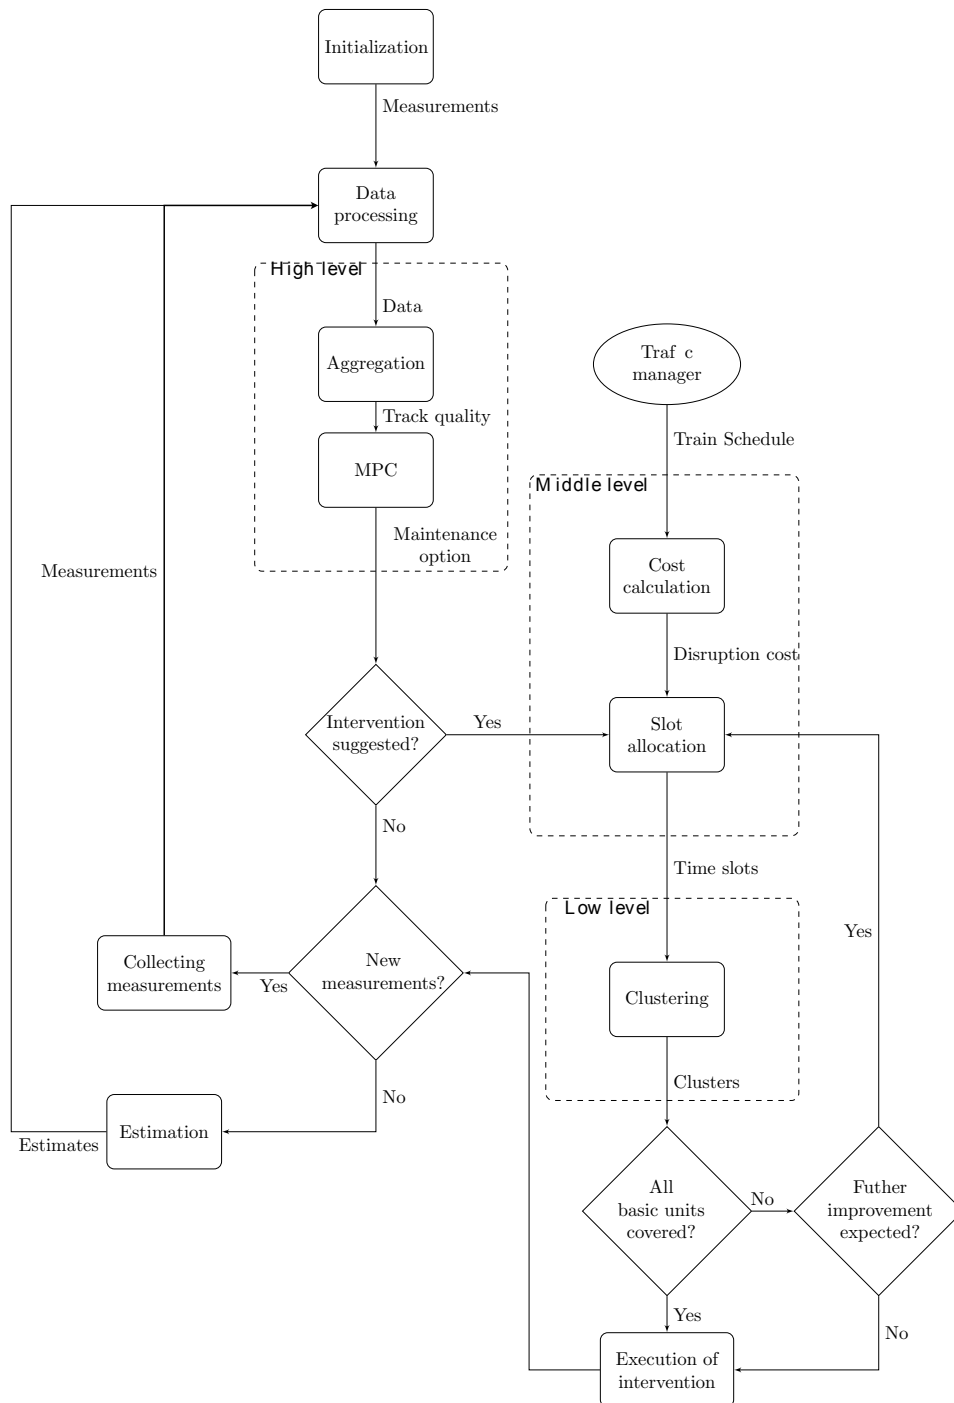 Initialization
Measurements
Data
processing
High level
Data
Aggregation
Track quality
MPC
Maintenance
option
Traf c
manager
Train Schedule
Middle level
Cost
calculation
Disruption cost
Measurements
Intervention
suggested?
Yes
Slot
allocation
No
Time slots
Low level
Yes
Collecting
measurements
Yes
New
measurements?
Clustering
No
Clusters
Estimation
Estimates
All
basic units
covered?
No
Futher
improvement
expected?
Yes
No
Execution of
intervention